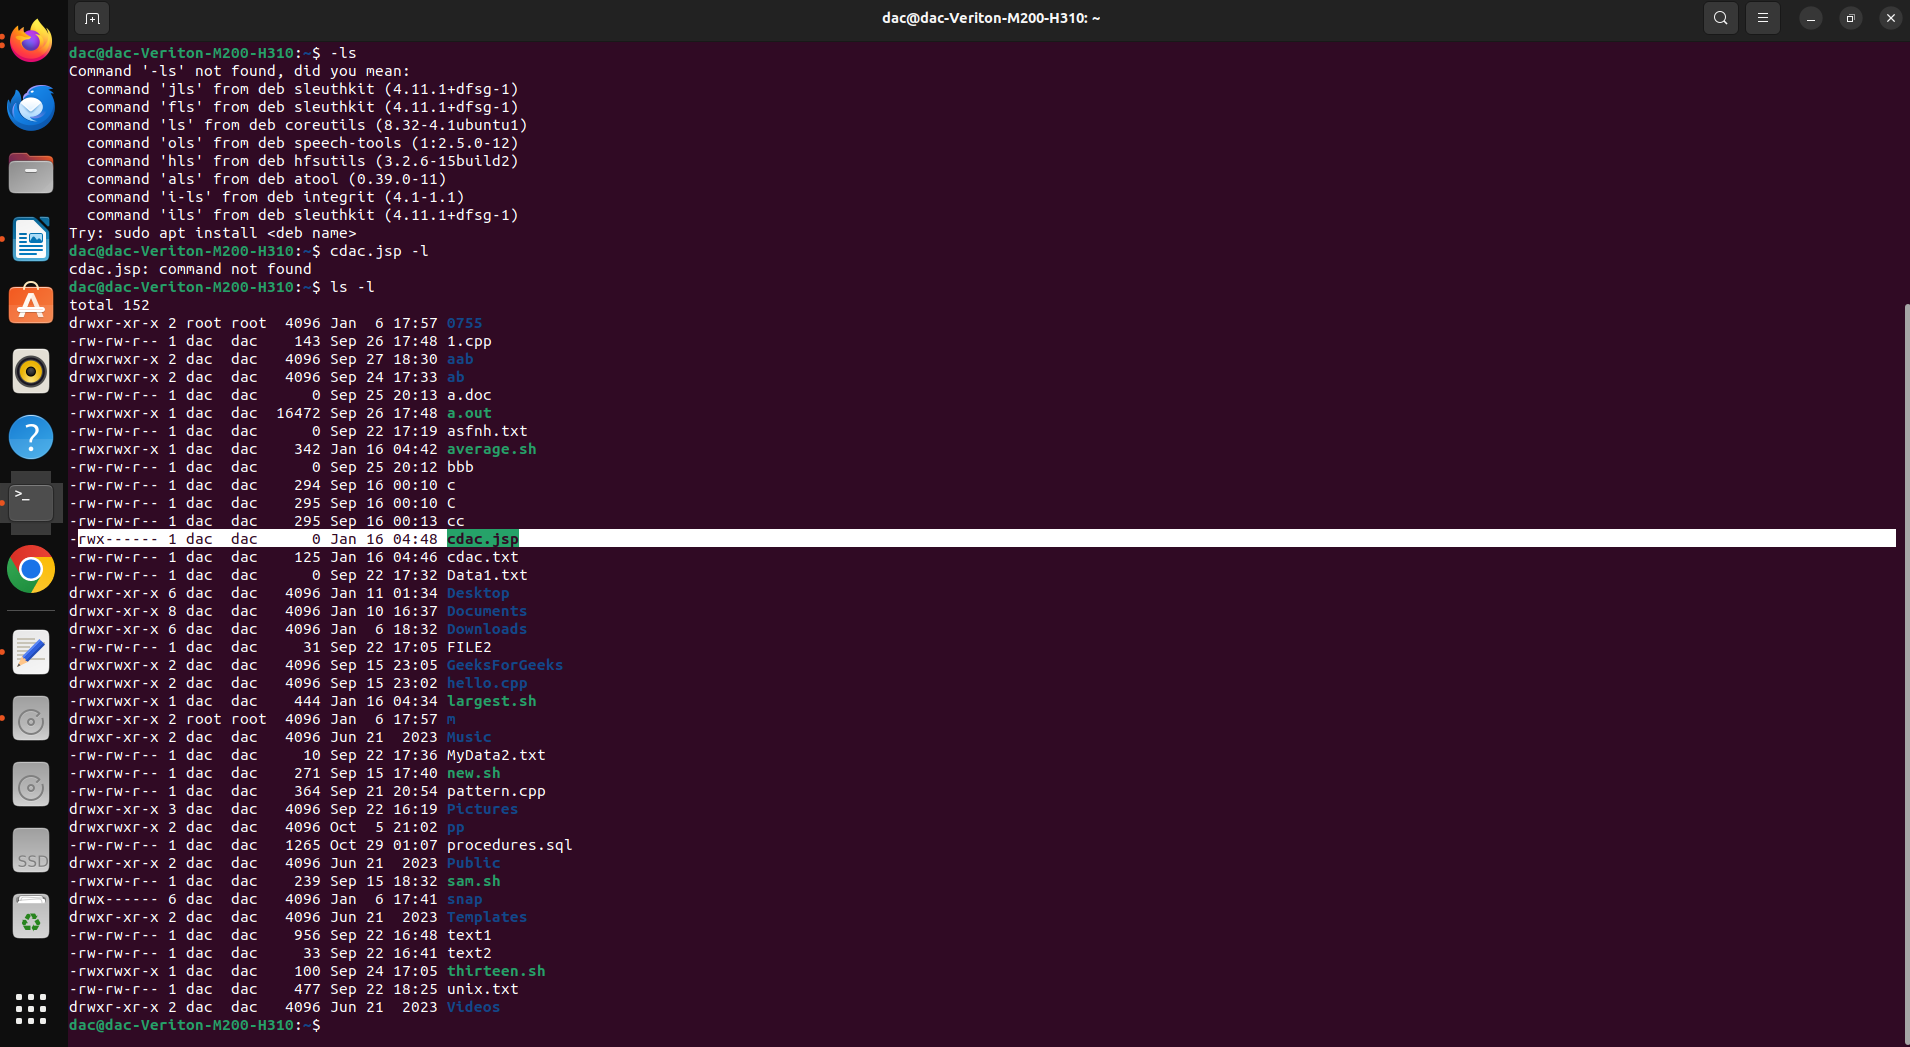 dac@dac-Veriton-M200-H310: ~
dac@dac-Veriton-M200-H310:~$ -ls
Command '-ls' not found, did you mean:
  command 'jls' from deb sleuthkit (4.11.1+dfsg-1)
  command 'fls' from deb sleuthkit (4.11.1+dfsg-1)
  command 'ls' from deb coreutils (8.32-4.1ubuntu1)
  command 'ols' from deb speech-tools (1:2.5.0-12)
  command 'hls' from deb hfsutils (3.2.6-15build2)
  command 'als' from deb atool (0.39.0-11)
  command 'i-ls' from deb integrit (4.1-1.1)
  command 'ils' from deb sleuthkit (4.11.1+dfsg-1)
Try: sudo apt install <deb name>
dac@dac-Veriton-M200-H310:~$ cdac.jsp -l
cdac.jsp: command not found
dac@dac-Veriton-M200-H310:~$ ls -l
total 152
drwxr-xr-x 2 root root  4096 Jan  6 17:57 0755
-rw-rw-r-- 1 dac  dac    143 Sep 26 17:48 1.cpp
drwxrwxr-x 2 dac  dac   4096 Sep 27 18:30 aab
drwxrwxr-x 2 dac  dac   4096 Sep 24 17:33 ab
-rw-rw-r-- 1 dac  dac      0 Sep 25 20:13 a.doc
-rwxrwxr-x 1 dac  dac  16472 Sep 26 17:48 a.out
-rw-rw-r-- 1 dac  dac      0 Sep 22 17:19 asfnh.txt
-rwxrwxr-x 1 dac  dac    342 Jan 16 04:42 average.sh
-rw-rw-r-- 1 dac  dac      0 Sep 25 20:12 bbb
-rw-rw-r-- 1 dac  dac    294 Sep 16 00:10 c
-rw-rw-r-- 1 dac  dac    295 Sep 16 00:10 C
-rw-rw-r-- 1 dac  dac    295 Sep 16 00:13 cc
-rwx------ 1 dac  dac      0 Jan 16 04:48 cdac.jsp
-rw-rw-r-- 1 dac  dac    125 Jan 16 04:46 cdac.txt
-rw-rw-r-- 1 dac  dac      0 Sep 22 17:32 Data1.txt
drwxr-xr-x 6 dac  dac   4096 Jan 11 01:34 Desktop
drwxr-xr-x 8 dac  dac   4096 Jan 10 16:37 Documents
drwxr-xr-x 6 dac  dac   4096 Jan  6 18:32 Downloads
-rw-rw-r-- 1 dac  dac     31 Sep 22 17:05 FILE2
drwxrwxr-x 2 dac  dac   4096 Sep 15 23:05 GeeksForGeeks
drwxrwxr-x 2 dac  dac   4096 Sep 15 23:02 hello.cpp
-rwxrwxr-x 1 dac  dac    444 Jan 16 04:34 largest.sh
drwxr-xr-x 2 root root  4096 Jan  6 17:57 m
drwxr-xr-x 2 dac  dac   4096 Jun 21  2023 Music
-rw-rw-r-- 1 dac  dac     10 Sep 22 17:36 MyData2.txt
-rwxrw-r-- 1 dac  dac    271 Sep 15 17:40 new.sh
-rw-rw-r-- 1 dac  dac    364 Sep 21 20:54 pattern.cpp
drwxr-xr-x 3 dac  dac   4096 Sep 22 16:19 Pictures
drwxrwxr-x 2 dac  dac   4096 Oct  5 21:02 pp
-rw-rw-r-- 1 dac  dac   1265 Oct 29 01:07 procedures.sql
drwxr-xr-x 2 dac  dac   4096 Jun 21  2023 Public
-rwxrw-r-- 1 dac  dac    239 Sep 15 18:32 sam.sh
drwx------ 6 dac  dac   4096 Jan  6 17:41 snap
drwxr-xr-x 2 dac  dac   4096 Jun 21  2023 Templates
-rw-rw-r-- 1 dac  dac    956 Sep 22 16:48 text1
-rw-rw-r-- 1 dac  dac     33 Sep 22 16:41 text2
-rwxrwxr-x 1 dac  dac    100 Sep 24 17:05 thirteen.sh
-rw-rw-r-- 1 dac  dac    477 Sep 22 18:25 unix.txt
drwxr-xr-x 2 dac  dac   4096 Jun 21  2023 Videos
dac@dac-Veriton-M200-H310:~$
>_
SSD